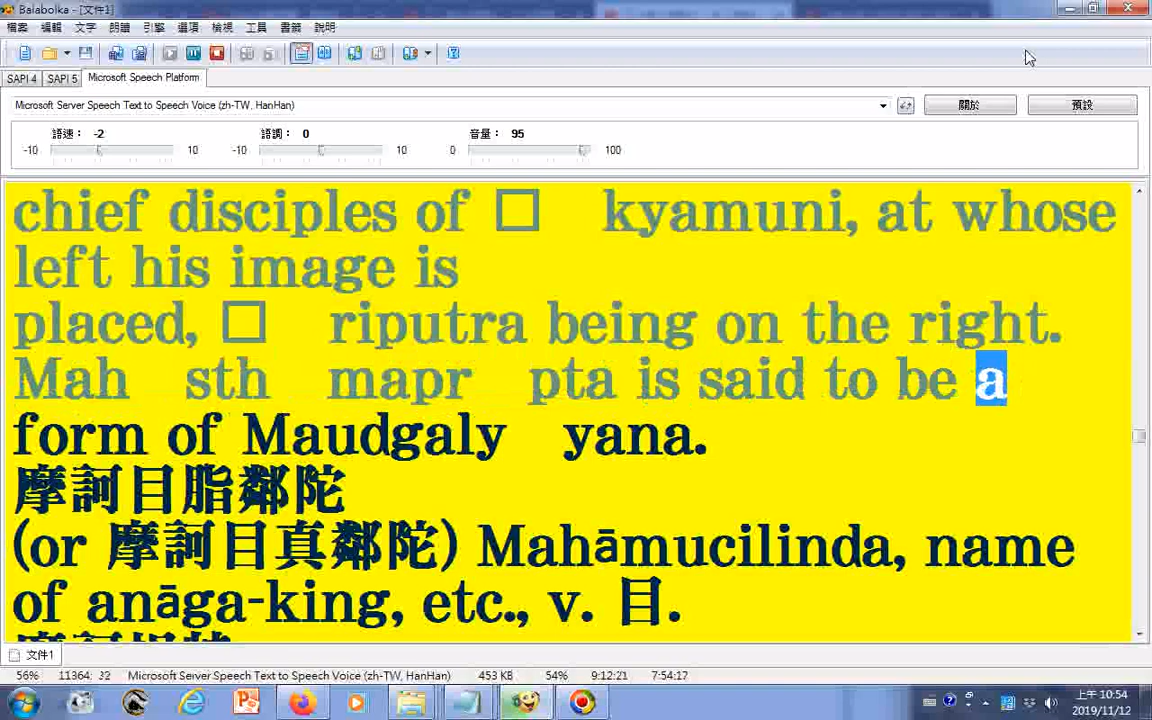 Balabolka - [文件1]
檔案 編輯 文字 朗讀 引擎 選項 檢視 工具 書籤 說明
SAPI 4 SAPI 5 Microsoft Speech Platform
Microsoft Server Speech Text to Speech Voice (zh-TW, HanHan) 關於 預設
語速： -2 語調： 0 音量： 95
-10 10 -10 10 0 100
chief disciples of □ kyamuni, at whose
left his image is
placed, □ riputra being on the right.
Mah sth mapr pta is said to be a
form of Maudgaly yana.
摩訶目脂鄰陀
(or 摩訶目真鄰陀) Mahāmucilinda, name
of anāga-king, etc., v. 目.
文件1
56% 11364: 32 Microsoft Server Speech Text to Speech Voice (zh-TW, HanHan) 453 KB 54% 9:12:21 7:54:17
上午 10:54
2019/11/12